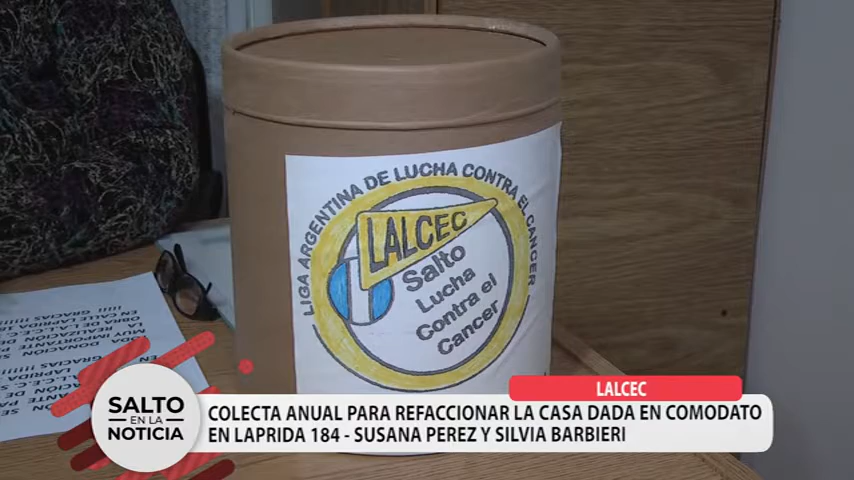 LIGA ARGENTINA DE LUCHA CONTRA EL CANCER
LALCEC
Salto
Lucha
Contra el
Cancer
LALCEC
SALTO
EN LA
NOTICIA
COLECTA ANUAL PARA REFACCIONAR LA CASA DADA EN COMODATO
EN LAPRIDA 184 - SUSANA PEREZ Y SILVIA BARBIERI